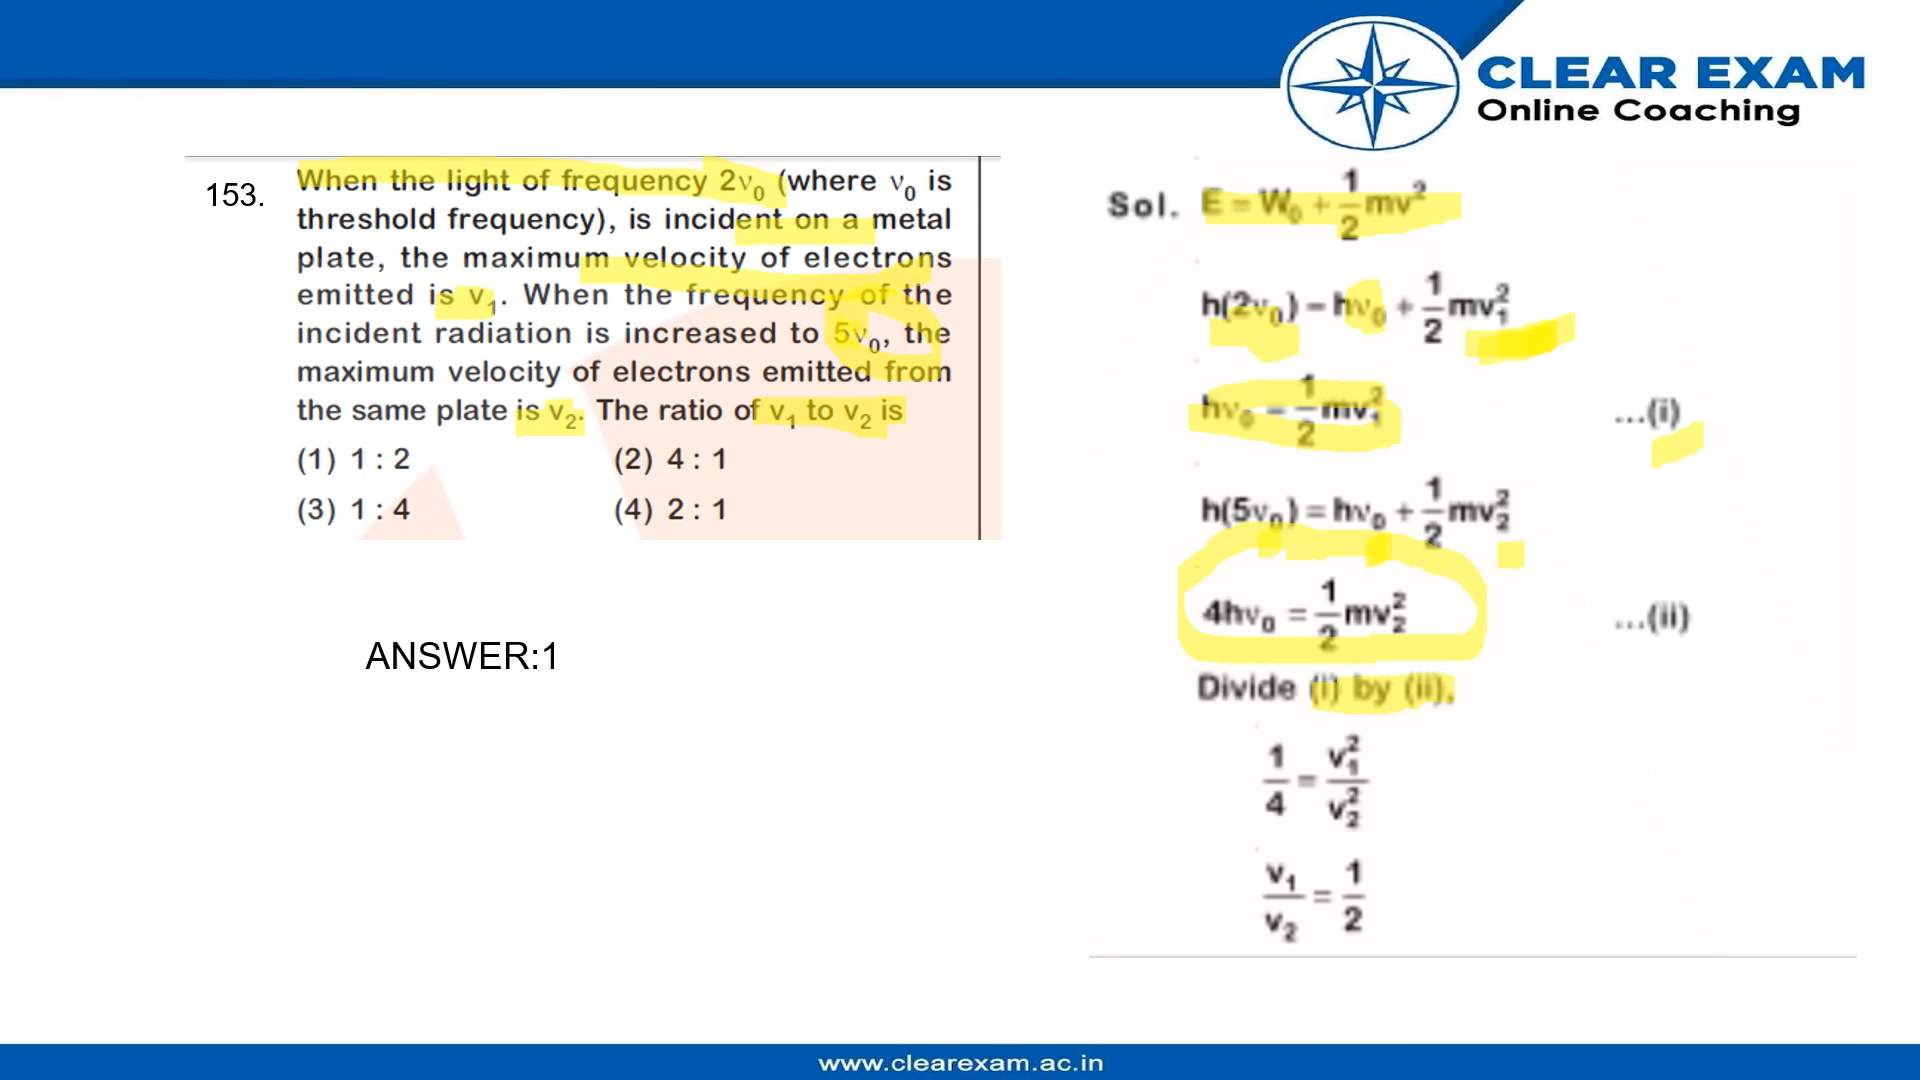 CLEAR EXAM
Online Coaching
153. When the light of frequency 2ν₀ (where ν₀ is
threshold frequency), is incident on a metal
plate, the maximum velocity of electrons
emitted is v₁. When the frequency of the
incident radiation is increased to 5ν₀, the
maximum velocity of electrons emitted from
the same plate is v₂. The ratio of v₁ to v₂ is
(1) 1 : 2 (2) 4 : 1
(3) 1 : 4 (4) 2 : 1
ANSWER:1
Sol. E = W₀ + 1/2 mv²
h(2ν₀) = hν₀ + 1/2 mv₁²
hν₀ = 1/2 mv₁² ...(i)
h(5ν₀) = hν₀ + 1/2 mv₂²
4hν₀ = 1/2 mv₂² ...(ii)
Divide (i) by (ii),
1/4 = v₁²/v₂²
v₁/v₂ = 1/2
www.clearexam.ac.in